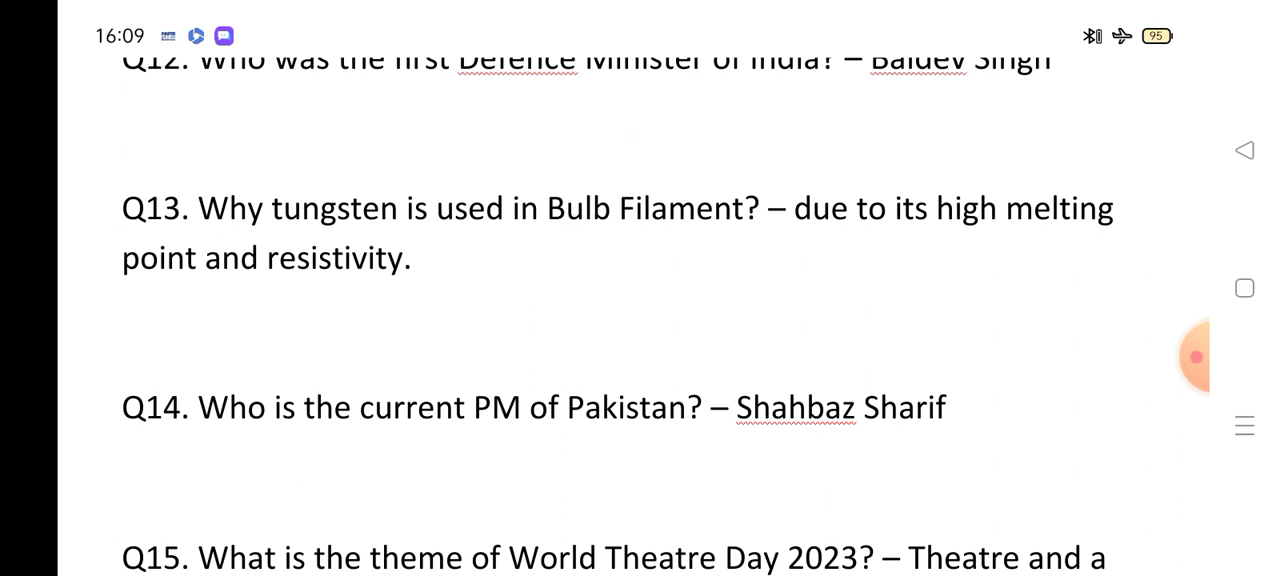 16:09
95
Q12. Who was the first Defence Minister of India? – Baldev Singh
Q13. Why tungsten is used in Bulb Filament? – due to its high melting
point and resistivity.
Q14. Who is the current PM of Pakistan? – Shahbaz Sharif
Q15. What is the theme of World Theatre Day 2023? – Theatre and a